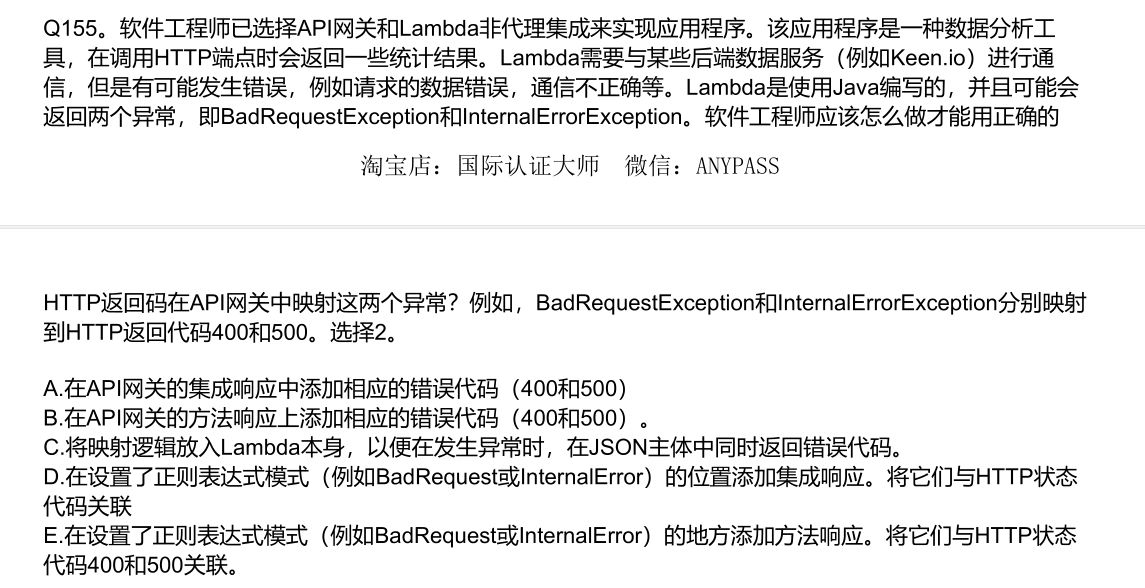 Q155。软件工程师已选择API网关和Lambda非代理集成来实现应用程序。该应用程序是一种数据分析工
具，在调用HTTP端点时会返回一些统计结果。Lambda需要与某些后端数据服务（例如Keen.io）进行通
信，但是有可能发生错误，例如请求的数据错误，通信不正确等。Lambda是使用Java编写的，并且可能会
返回两个异常，即BadRequestException和InternalErrorException。软件工程师应该怎么做才能用正确的
淘宝店：国际认证大师 微信：ANYPASS
HTTP返回码在API网关中映射这两个异常？例如，BadRequestException和InternalErrorException分别映射
到HTTP返回代码400和500。选择2。
A.在API网关的集成响应中添加相应的错误代码（400和500）
B.在API网关的方法响应上添加相应的错误代码（400和500）。
C.将映射逻辑放入Lambda本身，以便在发生异常时，在JSON主体中同时返回错误代码。
D.在设置了正则表达式模式（例如BadRequest或InternalError）的位置添加集成响应。将它们与HTTP状态
代码关联
E.在设置了正则表达式模式（例如BadRequest或InternalError）的地方添加方法响应。将它们与HTTP状态
代码400和500关联。